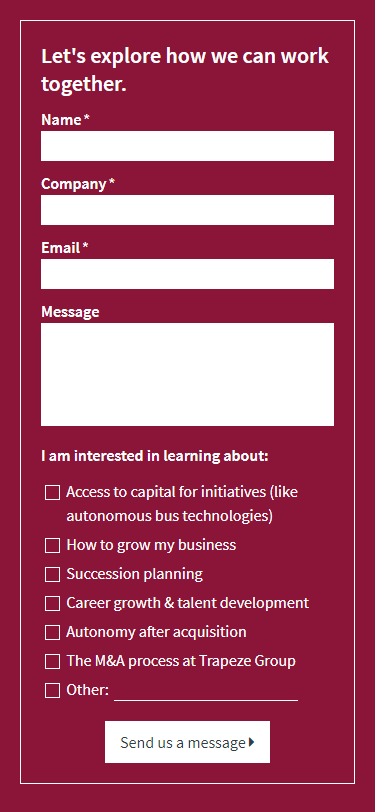 Let's explore how we can work
together.
Name *
Company *
Email *
Message
I am interested in learning about:
Access to capital for initiatives (like
autonomous bus technologies)
How to grow my business
Succession planning
Career growth & talent development
Autonomy after acquisition
The M&A process at Trapeze Group
Other:
Send us a message